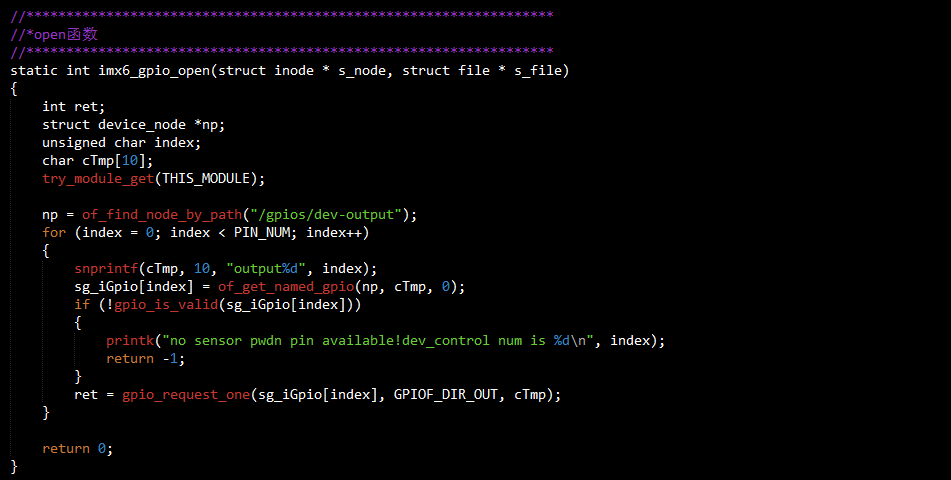 //******************************************************************
//*open函数
//******************************************************************
static int imx6_gpio_open(struct inode * s_node, struct file * s_file)
{
    int ret;
    struct device_node *np;
    unsigned char index;
    char cTmp[10];
    try_module_get(THIS_MODULE);

    np = of_find_node_by_path("/gpios/dev-output");
    for (index = 0; index < PIN_NUM; index++)
    {
        snprintf(cTmp, 10, "output%d", index);
        sg_iGpio[index] = of_get_named_gpio(np, cTmp, 0);
        if (!gpio_is_valid(sg_iGpio[index]))
        {
            printk("no sensor pwdn pin available!dev_control num is %d\n", index);
            return -1;
        }
        ret = gpio_request_one(sg_iGpio[index], GPIOF_DIR_OUT, cTmp);
    }

    return 0;
}